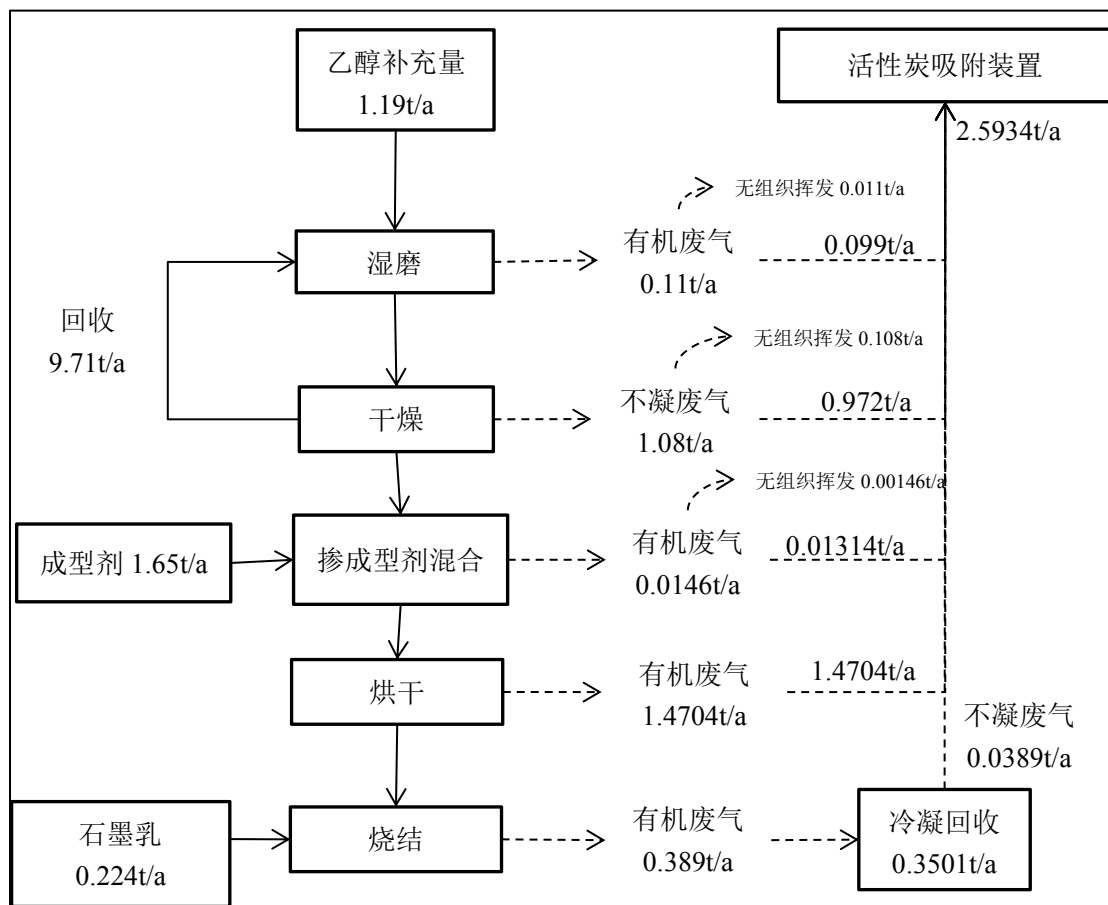 乙醇补充量
1.19t/a
活性炭吸附装置
2.5934t/a
无组织挥发 0.011t/a
湿磨
有机废气
0.11t/a
0.099t/a
回收
9.71t/a
无组织挥发 0.108t/a
干燥
不凝废气
1.08t/a
0.972t/a
无组织挥发 0.00146t/a
成型剂 1.65t/a
掺成型剂混合
有机废气
0.0146t/a
0.01314t/a
烘干
有机废气
1.4704t/a
1.4704t/a
不凝废气
0.0389t/a
石墨乳
0.224t/a
烧结
有机废气
0.389t/a
冷凝回收
0.3501t/a